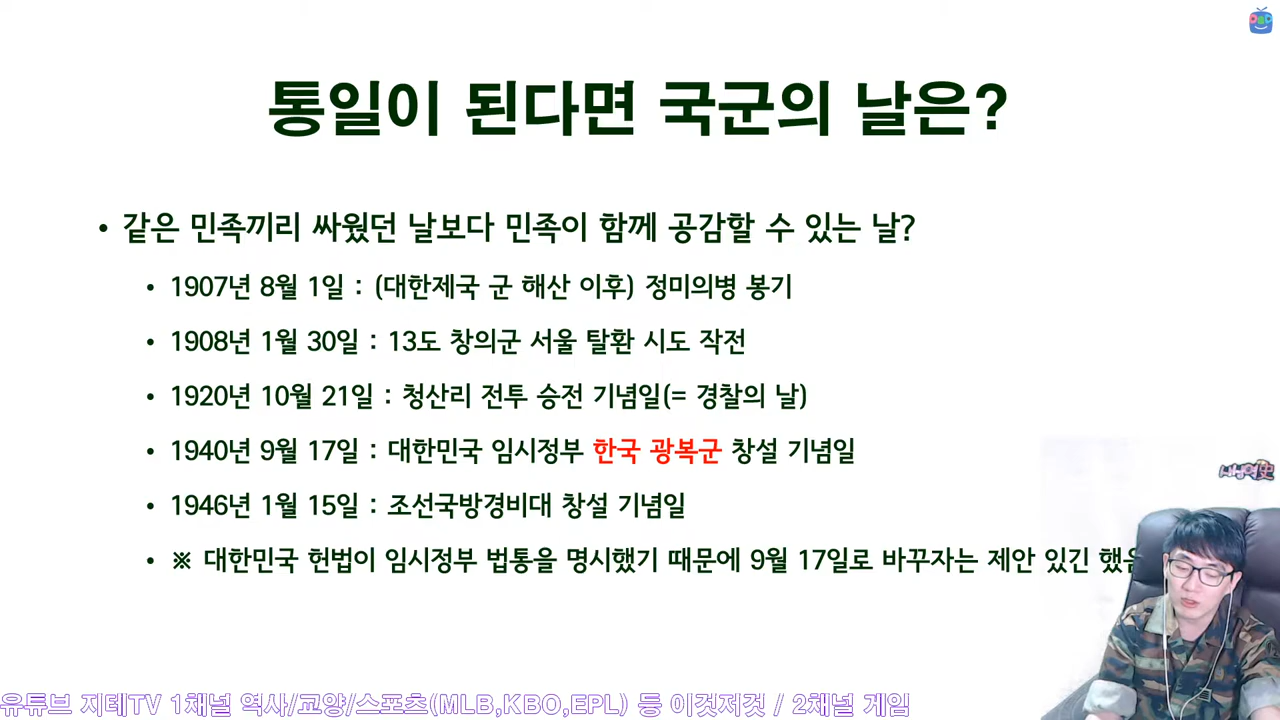 통일이 된다면 국군의 날은?
• 같은 민족끼리 싸웠던 날보다 민족이 함께 공감할 수 있는 날?
• 1907년 8월 1일 : (대한제국 군 해산 이후) 정미의병 봉기
• 1908년 1월 30일 : 13도 창의군 서울 탈환 시도 작전
• 1920년 10월 21일 : 청산리 전투 승전 기념일(= 경찰의 날)
• 1940년 9월 17일 : 대한민국 임시정부 한국 광복군 창설 기념일
• 1946년 1월 15일 : 조선국방경비대 창설 기념일
• ※ 대한민국 헌법이 임시정부 법통을 명시했기 때문에 9월 17일로 바꾸자는 제안 있긴
유튜브 지테TV 1채널 역사/교양/스포츠(MLB,KBO,EPL) 등 이것저것 / 2채널 게임